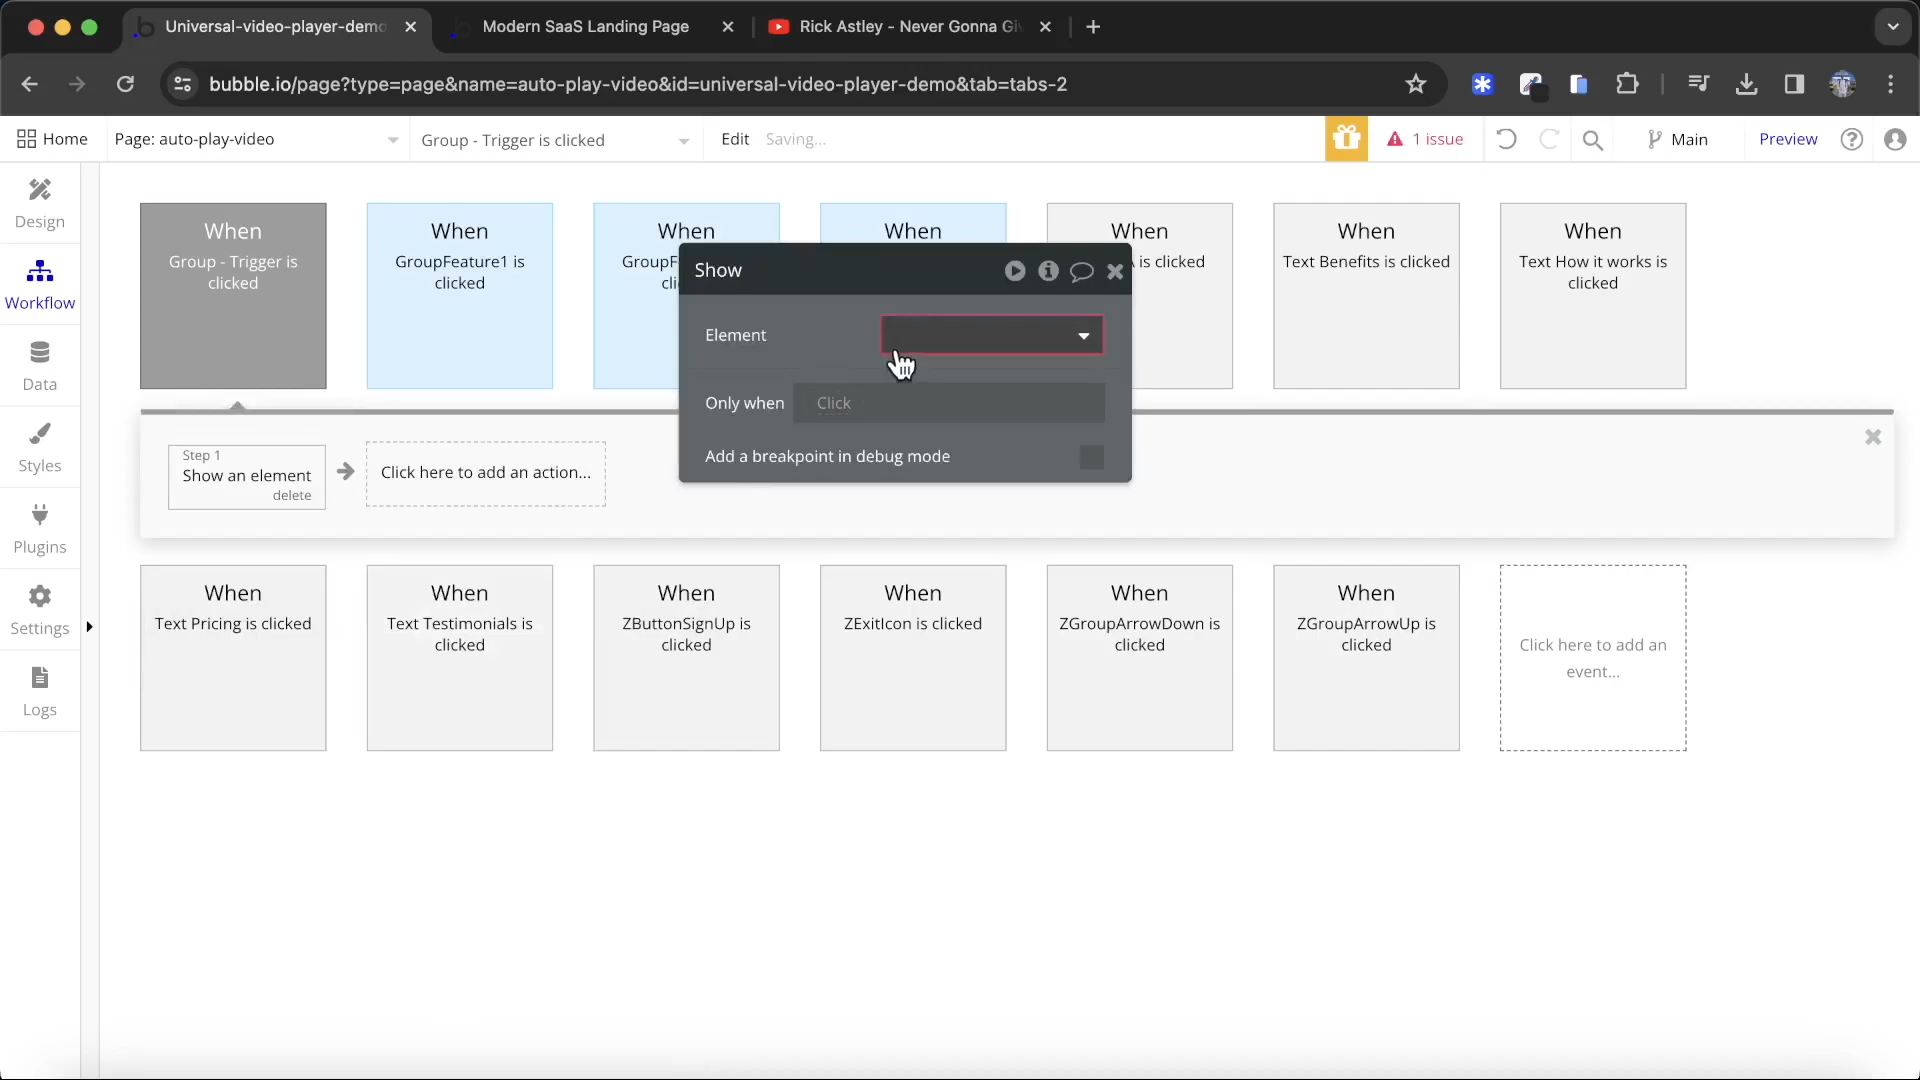 Universal-video-player-demo
Modern SaaS Landing Page
Rick Astley - Never Gonna Gi
bubble.io/page?type=page&name=auto-play-video&id=universal-video-player-demo&tab=tabs-2
Home
Page: auto-play-video
Group - Trigger is clicked
Edit
Saving...
1 issue
Main
Preview
Design
Workflow
Data
Styles
Plugins
Settings
Logs
When
Group - Trigger is
clicked
When
GroupFeature1 is
clicked
When
GroupF
cli
When
When
is clicked
When
Text Benefits is clicked
When
Text How it works is
clicked
Show
Element
Only when
Click
Add a breakpoint in debug mode
Step 1
Show an element
delete
Click here to add an action...
When
Text Pricing is clicked
When
Text Testimonials is
clicked
When
ZButtonSignUp is
clicked
When
ZExitIcon is clicked
When
ZGroupArrowDown is
clicked
When
ZGroupArrowUp is
clicked
Click here to add an
event...